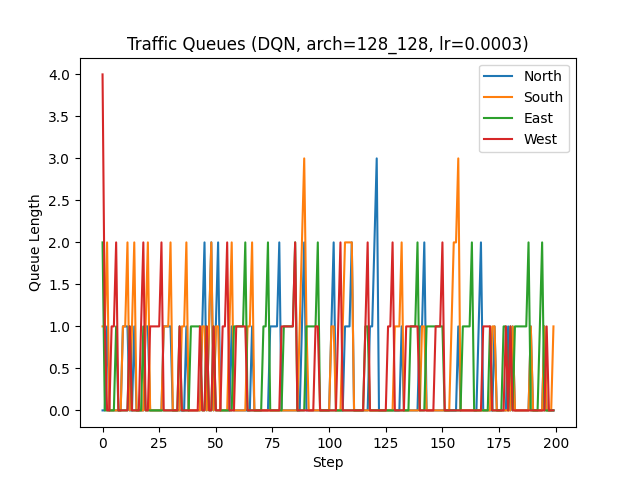 Traffic Queues (DQN, arch=128_128, lr=0.0003)
4.0
3.5
3.0
2.5
2.0
1.5
1.0
0.5
0.0
Queue Length
North
South
East
West
0 25 50 75 100 125 150 175 200
Step